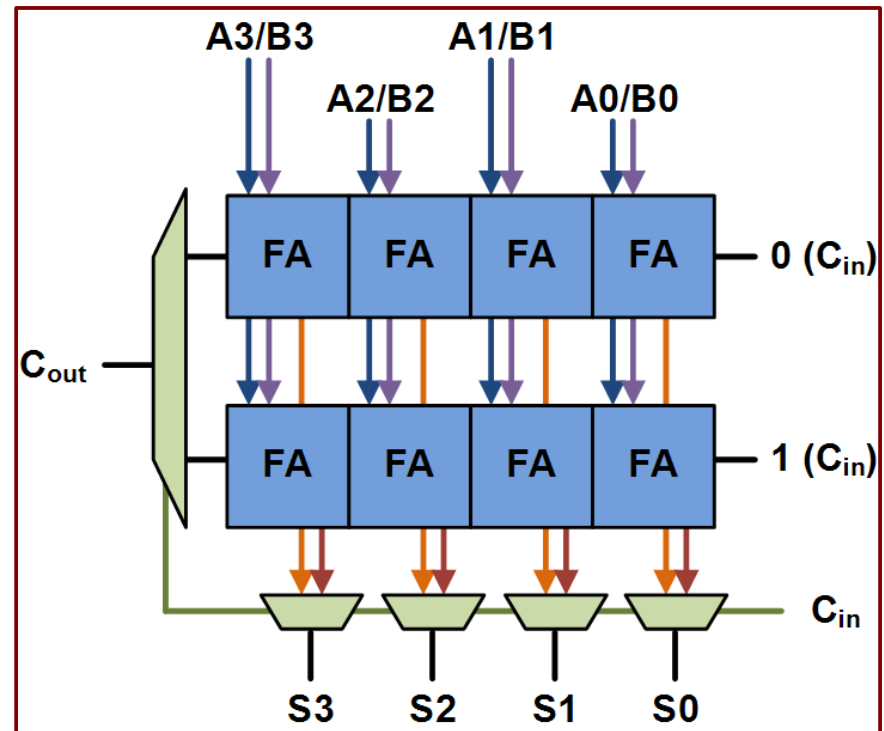 A3/B3 A1/B1
A2/B2 A0/B0
FA FA FA FA 0 (Cin)
Cout
FA FA FA FA 1 (Cin)
Cin
S3 S2 S1 S0